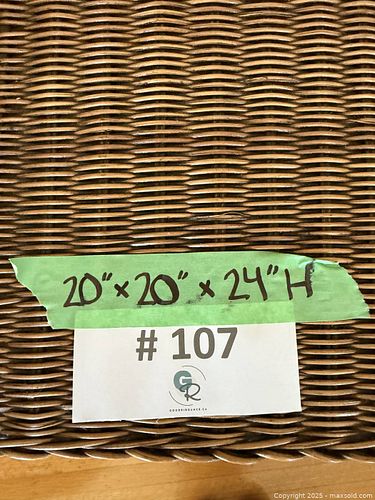 20" x 20" x 24" H
# 107
GR
Copyright 2025 - maxsold.com